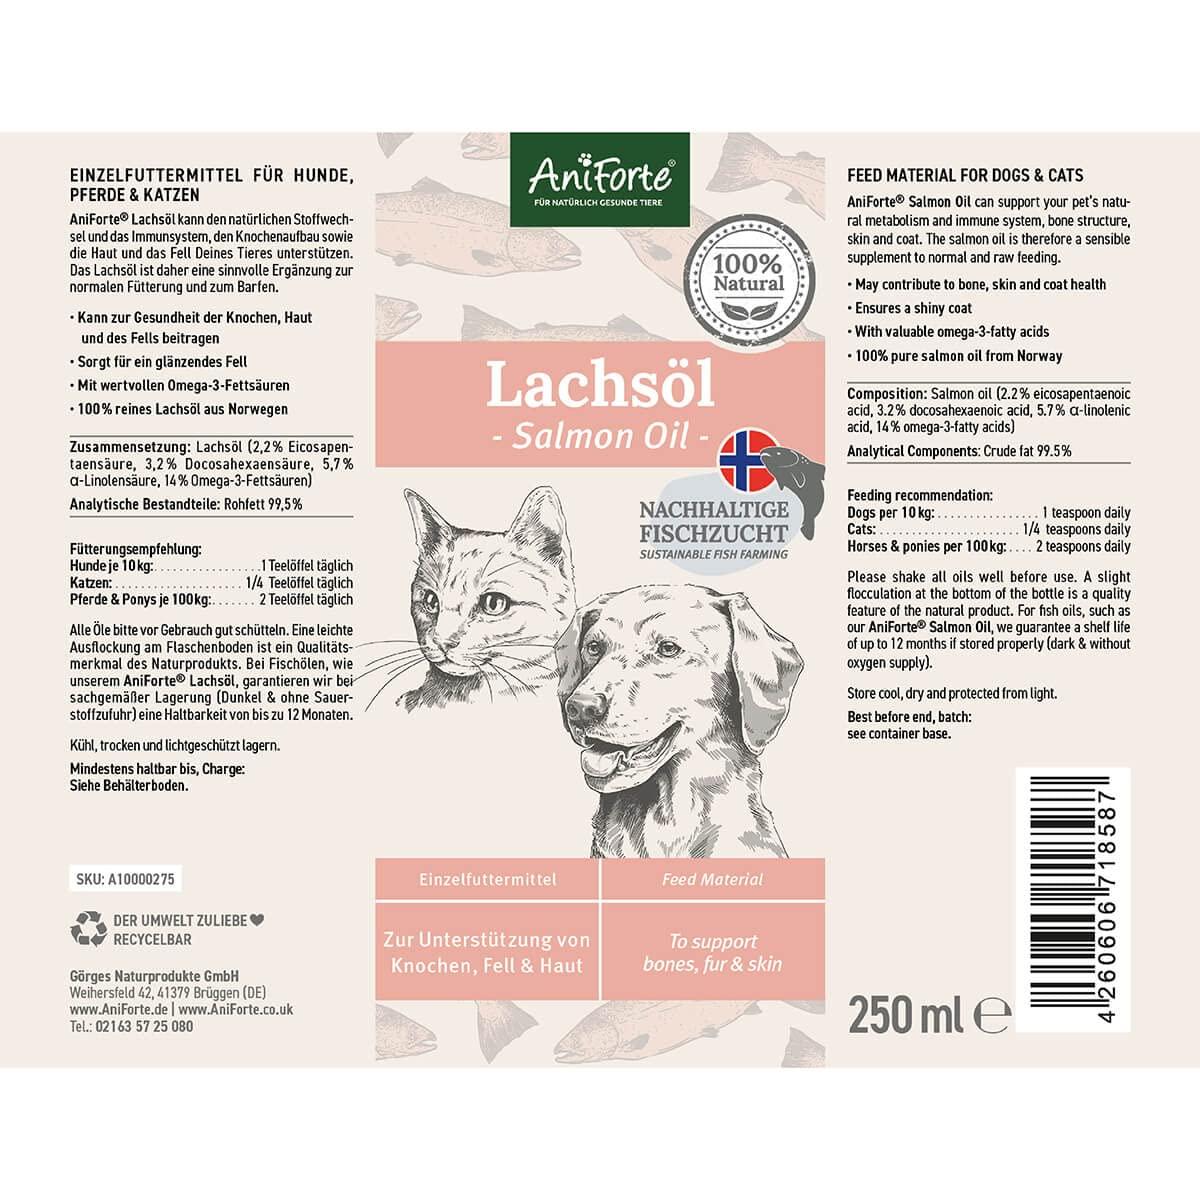 EINZELFUTTERMITTEL FÜR HUNDE,
PFERDE & KATZEN
AniForte® Lachsöl kann den natürlichen Stoffwech-
sel und das Immunsystem, den Knochenaufbau sowie
die Haut und das Fell Deines Tieres unterstützen.
Das Lachsöl ist daher eine sinnvolle Ergänzung zur
normalen Fütterung und zum Barfen.
• Kann zur Gesundheit der Knochen, Haut
und des Fells beitragen
• Sorgt für ein glänzendes Fell
• Mit wertvollen Omega-3-Fettsäuren
• 100% reines Lachsöl aus Norwegen
Zusammensetzung: Lachsöl (2,2% Eicosapen-
taensäure, 3,2% Docosahexaensäure, 5,7%
α-Linolensäure, 14% Omega-3-Fettsäuren)
Analytische Bestandteile: Rohfett 99,5%
Fütterungsempfehlung:
Hunde je 10 kg: . . . . . . . . . . . . . . . . 1 Teelöffel täglich
Katzen: . . . . . . . . . . . . . . . . . . . 1/4 Teelöffel täglich
Pferde & Ponys je 100kg: . . . . . . . 2 Teelöffel täglich
Alle Öle bitte vor Gebrauch gut schütteln. Eine leichte
Ausflockung am Flaschenboden ist ein Qualitäts-
merkmal des Naturprodukts. Bei Fischölen, wie
unserem AniForte® Lachsöl, garantieren wir bei
sachgemäßer Lagerung (Dunkel & ohne Sauer-
stoffzufuhr) eine Haltbarkeit von bis zu 12 Monaten.
Kühl, trocken und lichtgeschützt lagern.
Mindestens haltbar bis, Charge:
Siehe Behälterboden.
SKU: A10000275
DER UMWELT ZULIEBE ♥
RECYCELBAR
Görges Naturprodukte GmbH
Weihersfeld 42, 41379 Brüggen (DE)
www.AniForte.de | www.AniForte.co.uk
Tel.: 02163 57 25 080
AniForte®
FÜR NATÜRLICH GESUNDE TIERE
100%
Natural
Lachsöl
- Salmon Oil -
NACHHALTIGE
FISCHZUCHT
SUSTAINABLE FISH FARMING
Einzelfuttermittel
Feed Material
Zur Unterstützung von
Knochen, Fell & Haut
To support
bones, fur & skin
FEED MATERIAL FOR DOGS & CATS
AniForte® Salmon Oil can support your pet's natu-
ral metabolism and immune system, bone structure,
skin and coat. The salmon oil is therefore a sensible
supplement to normal and raw feeding.
• May contribute to bone, skin and coat health
• Ensures a shiny coat
• With valuable omega-3-fatty acids
• 100% pure salmon oil from Norway
Composition: Salmon oil (2.2% eicosapentaenoic
acid, 3.2% docosahexaenoic acid, 5.7% α-linolenic
acid, 14% omega-3-fatty acids)
Analytical Components: Crude fat 99.5%
Feeding recommendation:
Dogs per 10 kg: . . . . . . . . . . . . . . . . 1 teaspoon daily
Cats: . . . . . . . . . . . . . . . . . . . . . 1/4 teaspoons daily
Horses & ponies per 100kg: . . . . 2 teaspoons daily
Please shake all oils well before use. A slight
flocculation at the bottom of the bottle is a quality
feature of the natural product. For fish oils, such as
our AniForte® Salmon Oil, we guarantee a shelf life
of up to 12 months if stored properly (dark & without
oxygen supply).
Store cool, dry and protected from light.
Best before end, batch:
see container base.
250 ml ℮
4 260606 718587